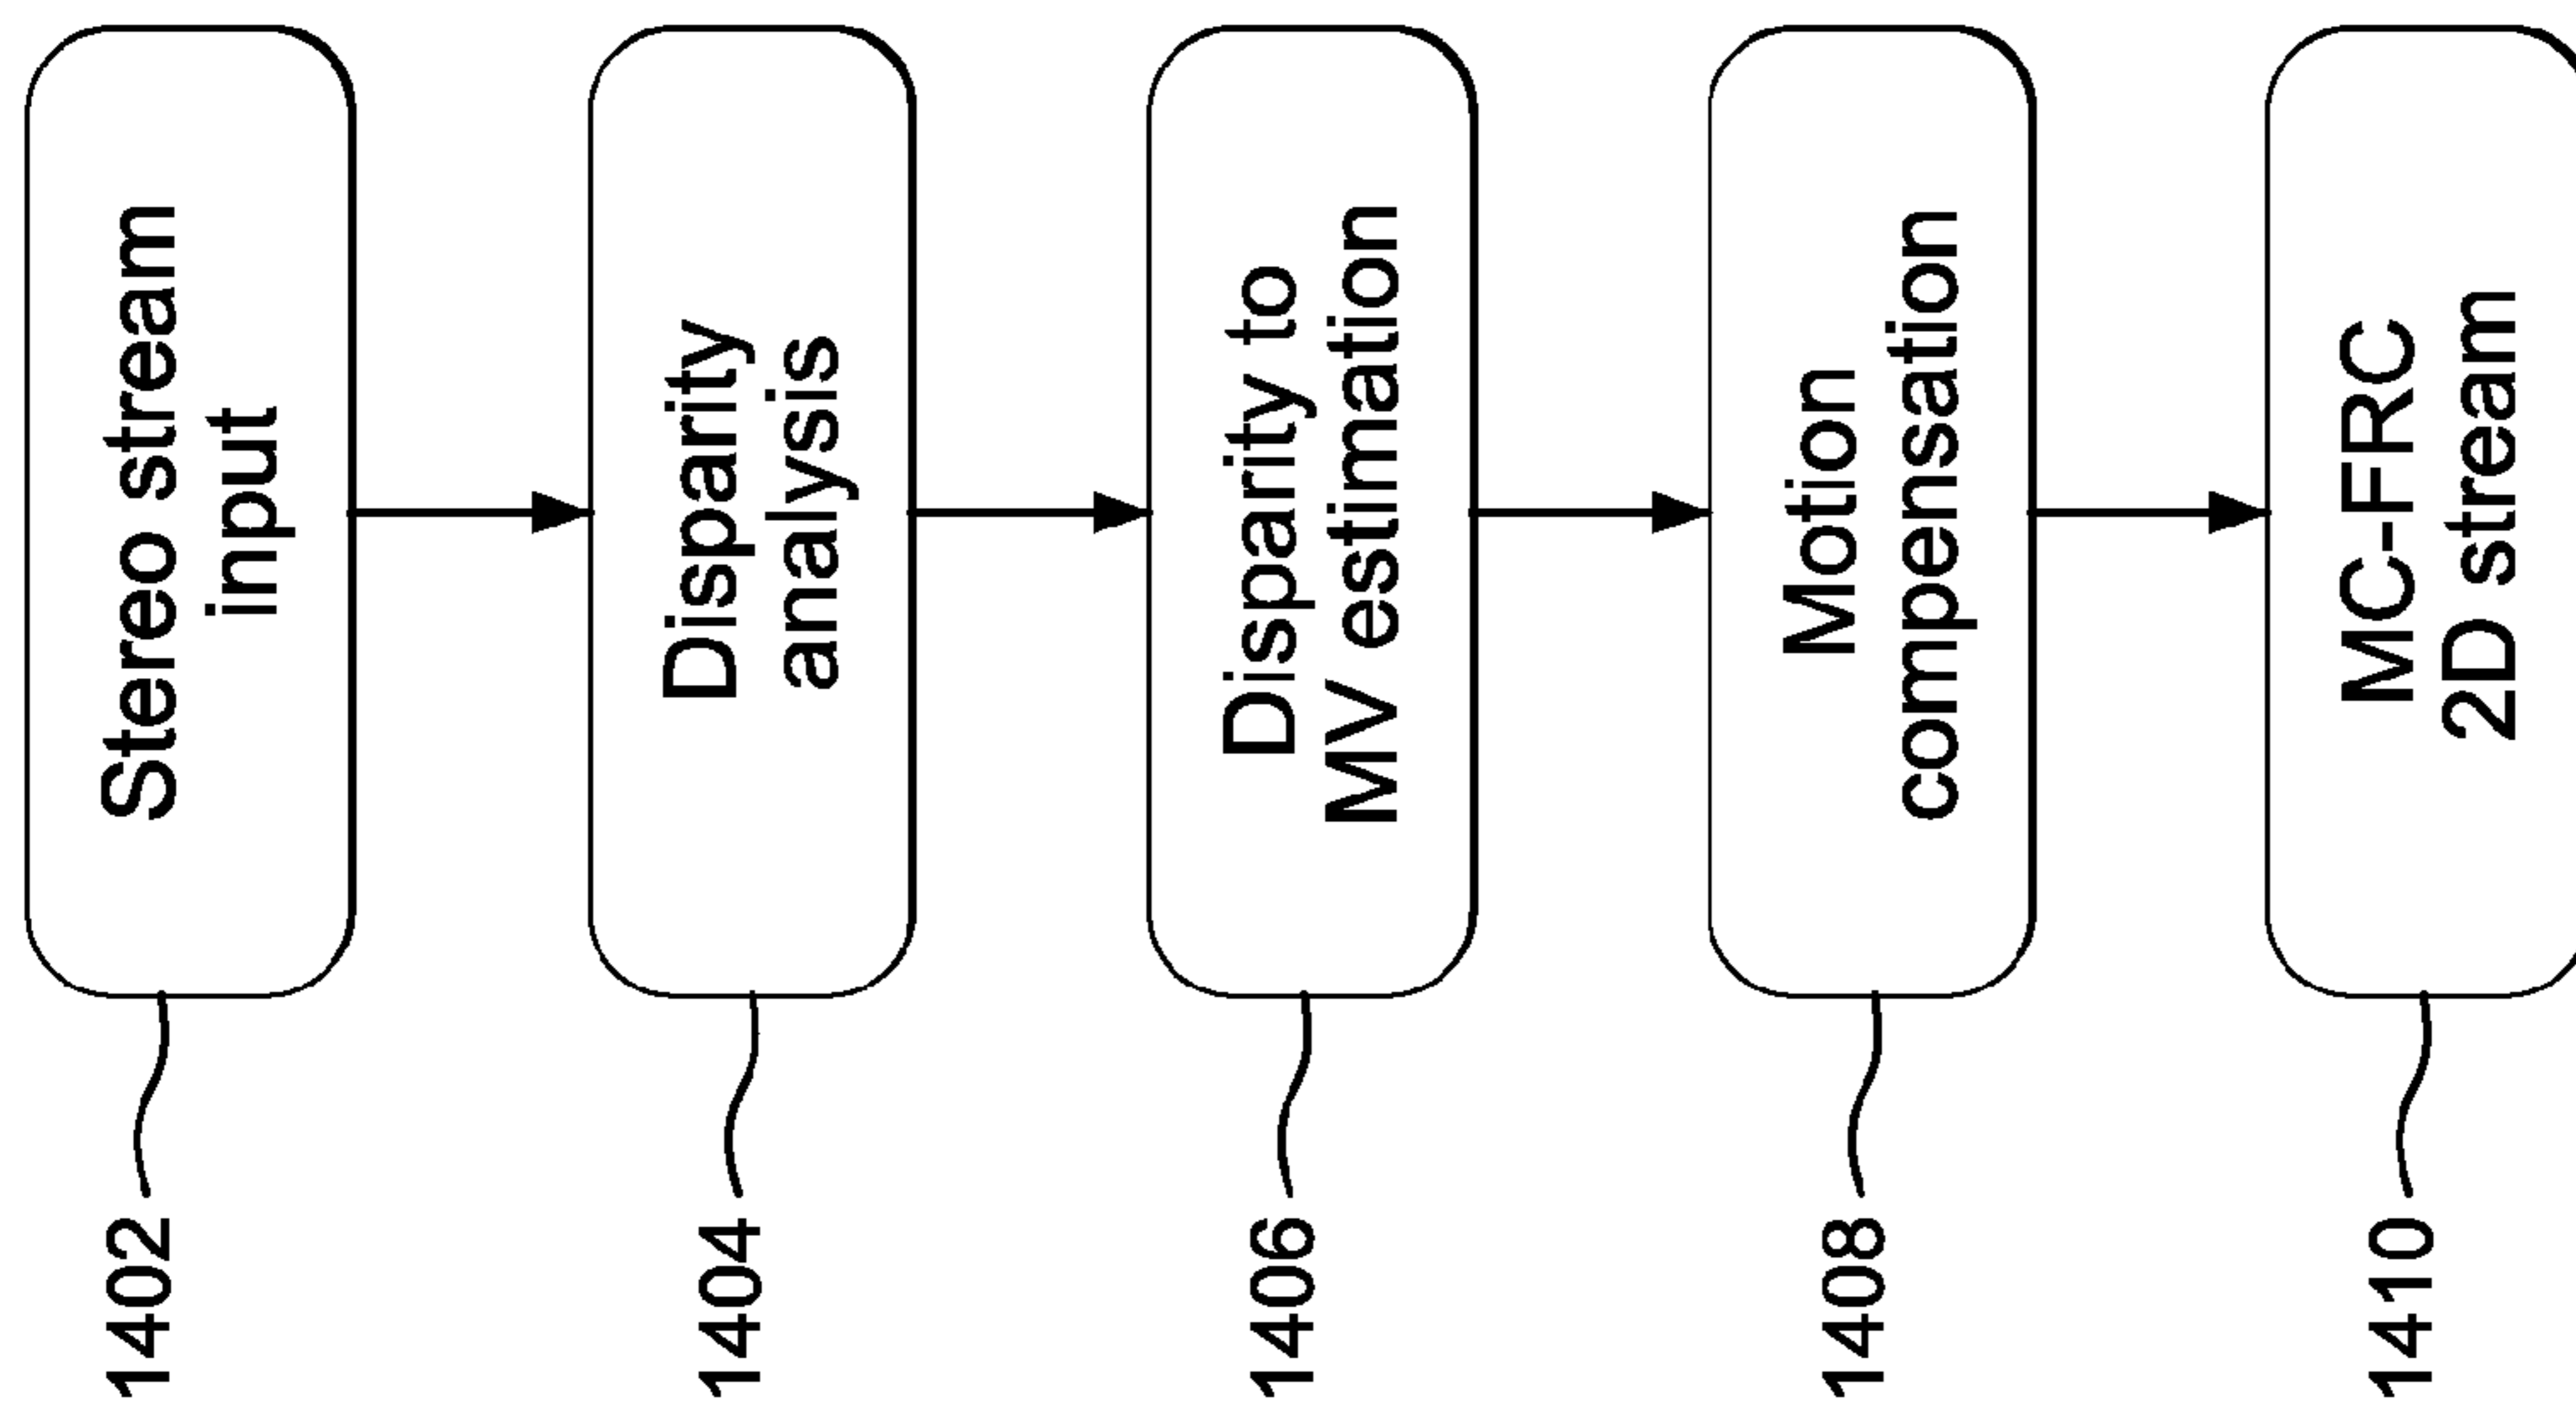 1402
Stereo stream
input
1404
Disparity
analysis
1406
Disparity to
MV estimation
1408
Motion
compensation
1410
MC-FRC
2D stream